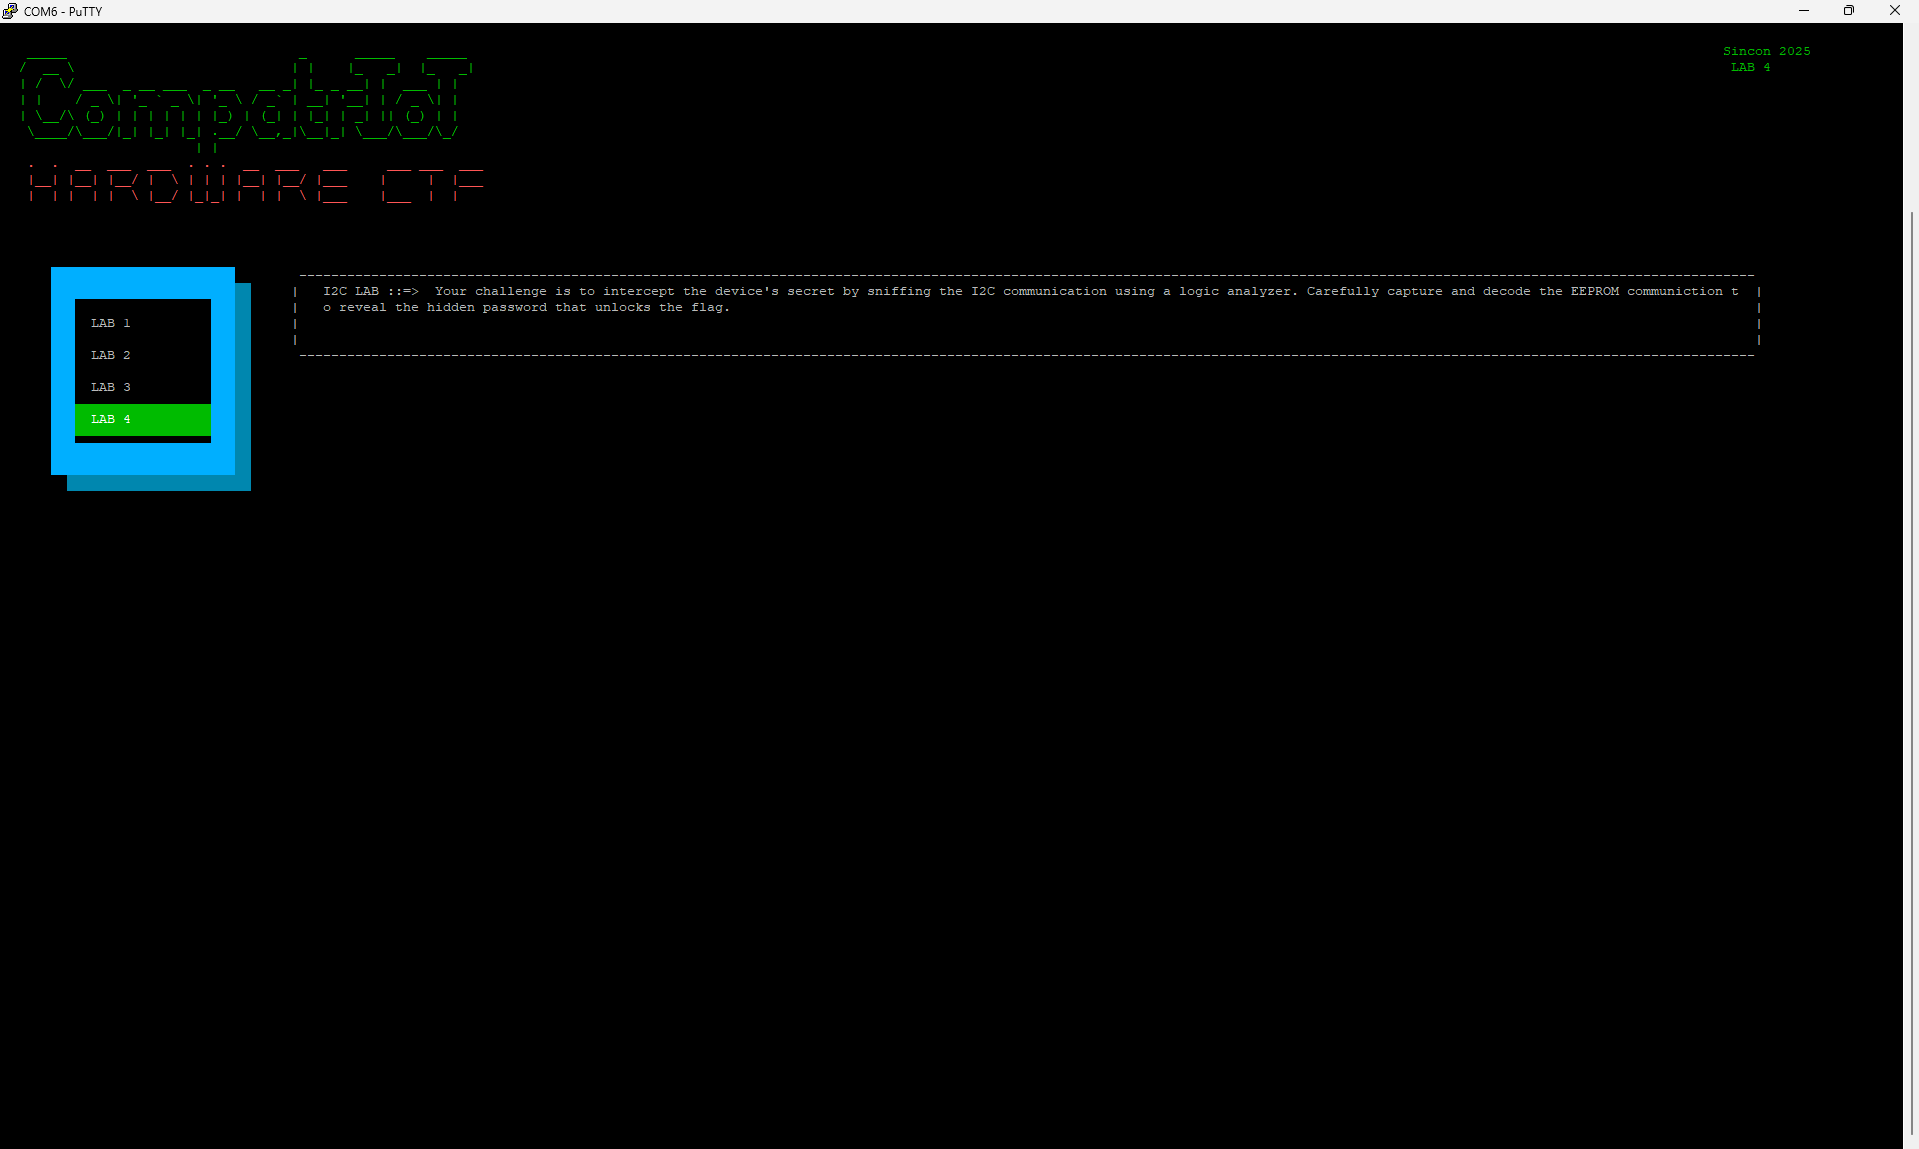 COM6 - PuTTY
CompatrIoT
HARDWARE CTF
Sincon 2025
LAB 4
LAB 1
LAB 2
LAB 3
LAB 4
I2C LAB ::=>  Your challenge is to intercept the device's secret by sniffing the I2C communication using a logic analyzer. Carefully capture and decode the EEPROM communiction t
o reveal the hidden password that unlocks the flag.